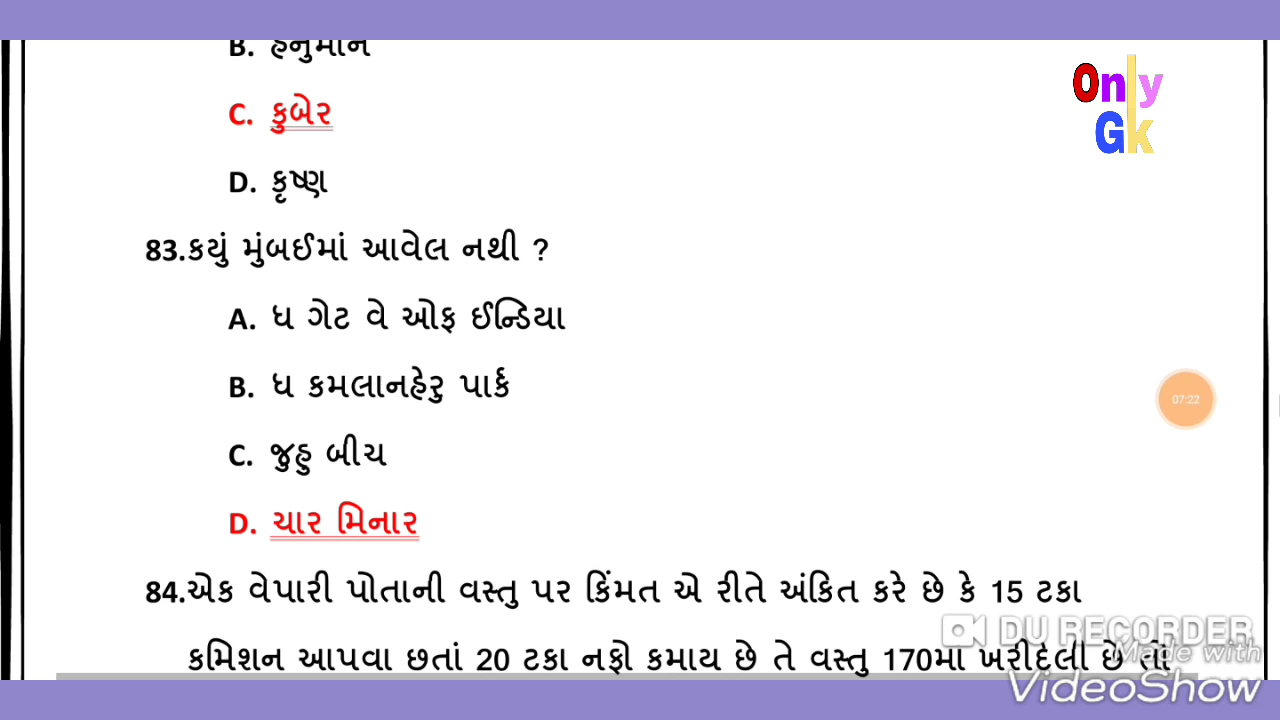 B. હનુમાન
Only
Gk
C. કુબેર
D. કૃષ્ણ
83.કયું મુંબઈમાં આવેલ નથી ?
A. ધ ગેટ વે ઓફ ઈન્ડિયા
B. ધ કમલાનહેરુ પાર્ક
07:22
C. જુહુ બીચ
D. ચાર મિનાર
84.એક વેપારી પોતાની વસ્તુ પર કિંમત એ રીતે અંકિત કરે છે કે 15 ટકા
DU RECORDER
Made with
કમિશન આપવા છતાં 20 ટકા નફો કમાય છે તે વસ્તુ 170માં ખરીદેલી છે તો
VideoShow